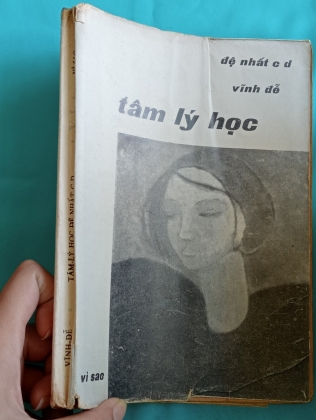 đệ nhất c d
vĩnh đễ
tâm lý học
vì sao
VĨNH-ĐỄ
TÂM-LÝ HỌC ĐỆ NHẤT C D